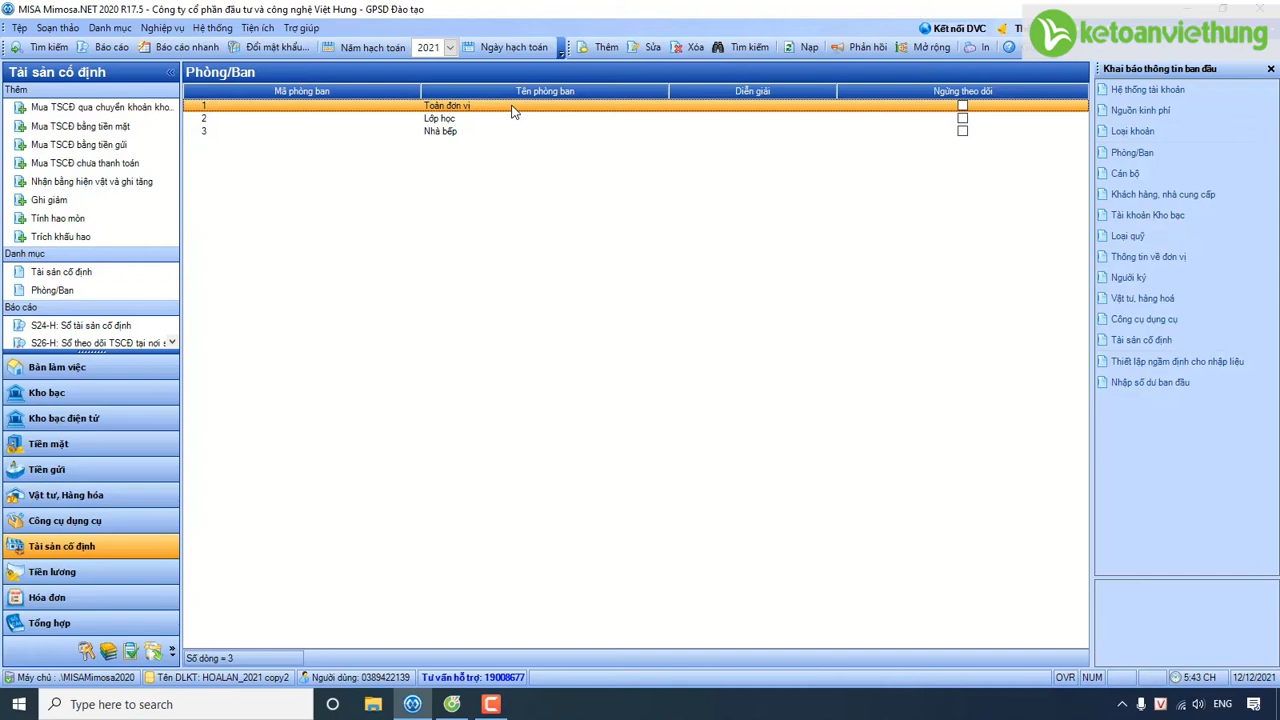 MISA Mimosa.NET 2020 R17.5 - Công ty cổ phần đầu tư và công nghệ Việt Hưng - GPSD Đào tạo
Tệp Soạn thảo Danh mục Nghiệp vụ Hệ thống Tiện ích Trợ giúp
Kết nối DVC
ketoanviethung
Tìm kiếm Báo cáo Báo cáo nhanh Đổi mật khẩu... Năm hạch toán 2021 Ngày hạch toán Thêm Sửa Xóa Tìm kiếm Nạp Phản hồi Mở rộng In
Tài sản cố định
Thêm
Mua TSCĐ qua chuyển khoản kho..
Mua TSCĐ bằng tiền mặt
Mua TSCĐ bằng tiền gửi
Mua TSCĐ chưa thanh toán
Nhận bằng hiện vật và ghi tăng
Ghi giảm
Tính hao mòn
Trích khấu hao
Danh mục
Tài sản cố định
Phòng/Ban
Báo cáo
S24-H: Sổ tài sản cố định
S26-H: Sổ theo dõi TSCĐ tại nơi s
Bàn làm việc
Kho bạc
Kho bạc điện tử
Tiền mặt
Tiền gửi
Vật tư, Hàng hóa
Công cụ dụng cụ
Tài sản cố định
Tiền lương
Hóa đơn
Tổng hợp
Phòng/Ban
Mã phòng ban Tên phòng ban Diễn giải Ngừng theo dõi
1 Toàn đơn vị
2 Lớp học
3 Nhà bếp
Số dòng = 3
Khai báo thông tin ban đầu
Hệ thống tài khoản
Nguồn kinh phí
Loại khoản
Phòng/Ban
Cán bộ
Khách hàng, nhà cung cấp
Tài khoản Kho bạc
Loại quỹ
Thông tin về đơn vị
Người ký
Vật tư, hàng hoá
Công cụ dụng cụ
Tài sản cố định
Thiết lập ngầm định cho nhập liệu
Nhập số dư ban đầu
Máy chủ : .\MISAMimosa2020 Tên DLKT: HOALAN_2021 copy2 Người dùng: 0389422139 Tư vấn hỗ trợ: 19008677 OVR NUM 5:43 CH 12/12/2021
Type here to search
ENG